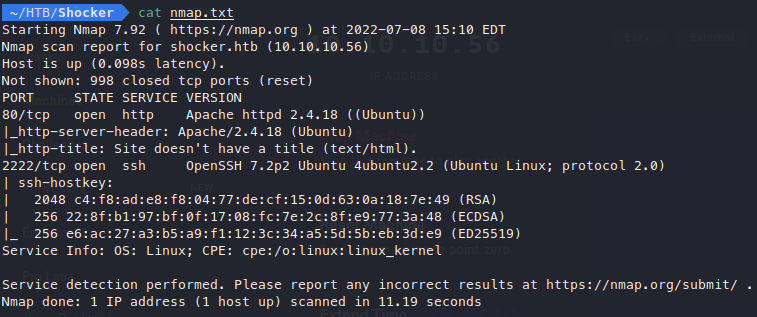 ~/HTB/Shocker cat nmap.txt
Starting Nmap 7.92 ( https://nmap.org ) at 2022-07-08 15:10 EDT
Nmap scan report for shocker.htb (10.10.10.56)
Host is up (0.098s latency).
Not shown: 998 closed tcp ports (reset)
PORT     STATE SERVICE VERSION
80/tcp   open  http    Apache httpd 2.4.18 ((Ubuntu))
|_http-server-header: Apache/2.4.18 (Ubuntu)
|_http-title: Site doesn't have a title (text/html).
2222/tcp open  ssh     OpenSSH 7.2p2 Ubuntu 4ubuntu2.2 (Ubuntu Linux; protocol 2.0)
| ssh-hostkey:
|   2048 c4:f8:ad:e8:f8:04:77:de:cf:15:0d:63:0a:18:7e:49 (RSA)
|   256 22:8f:b1:97:bf:0f:17:08:fc:7e:2c:8f:e9:77:3a:48 (ECDSA)
|_  256 e6:ac:27:a3:b5:a9:f1:12:3c:34:a5:5d:5b:eb:3d:e9 (ED25519)
Service Info: OS: Linux; CPE: cpe:/o:linux:linux_kernel
Service detection performed. Please report any incorrect results at https://nmap.org/submit/ .
Nmap done: 1 IP address (1 host up) scanned in 11.19 seconds
Extend Time